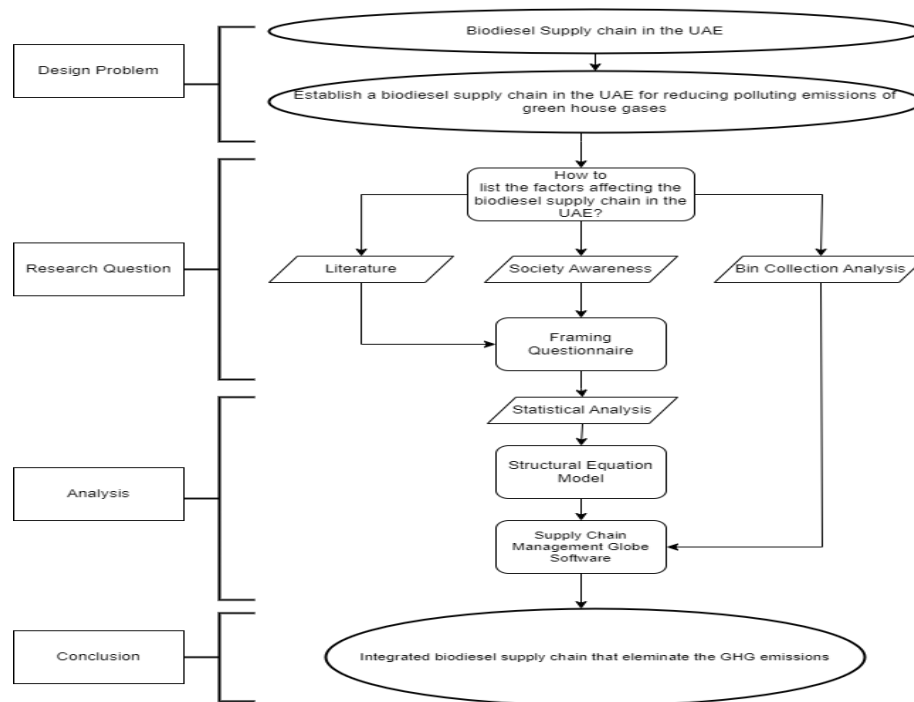 Biodiesel Supply chain in the UAE
Design Problem
Establish a biodiesel supply chain in the UAE for reducing polluting emissions of
green house gases
How to
list the factors affecting the
biodiesel supply chain in the
UAE?
Research Question
Literature
Society Awareness
Bin Collection Analysis
Framing
Questionnaire
Statistical Analysis
Analysis
Structural Equation
Model
Supply Chain
Management Globe
Software
Conclusion
Integrated biodiesel supply chain that eleminate the GHG emissions